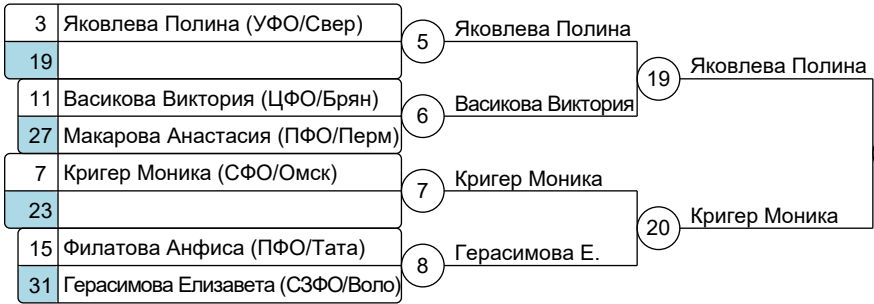 3 Яковлева Полина (УФО/Свер)
19
5 Яковлева Полина
11 Васикова Виктория (ЦФО/Брян)
27 Макарова Анастасия (ПФО/Перм)
6 Васикова Виктория
19 Яковлева Полина
7 Кригер Моника (СФО/Омск)
23
7 Кригер Моника
15 Филатова Анфиса (ПФО/Тата)
31 Герасимова Елизавета (СЗФО/Воло)
8 Герасимова Е.
20 Кригер Моника